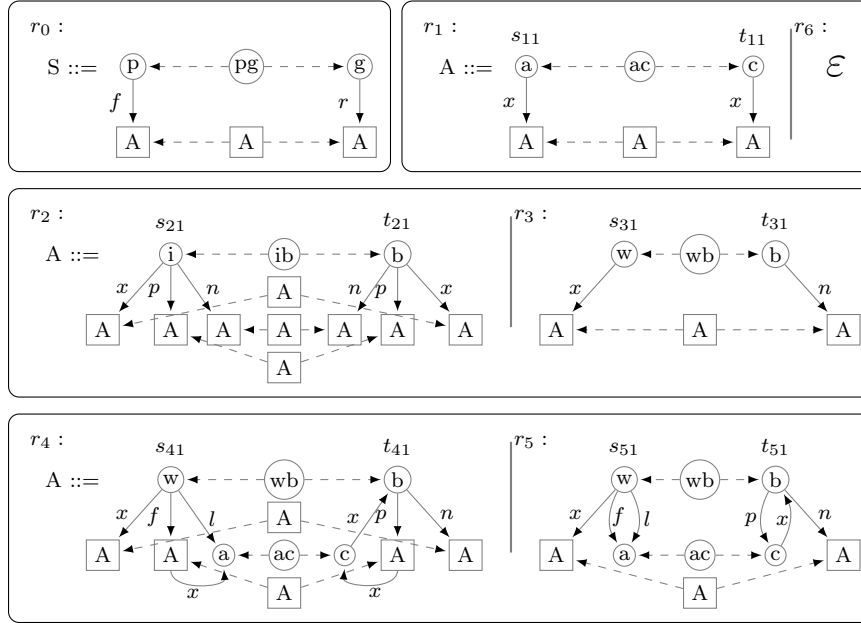 r₀ :
S ::= p pg g
f r
A A A
r₁ : s₁₁ t₁₁ r₆ :
A ::= a ac c ε
x x
A A A
r₂ : s₂₁ t₂₁
A ::= i ib b
x p n A n p x
A A A A A A A
A
r₃ : s₃₁ t₃₁
w wb b
x n
A A A
r₄ : s₄₁ t₄₁
A ::= w wb b
x f l A x p n
A A a ac c A A
x A x
r₅ : s₅₁ t₅₁
w wb b
x f l p x n
A a ac c A
A